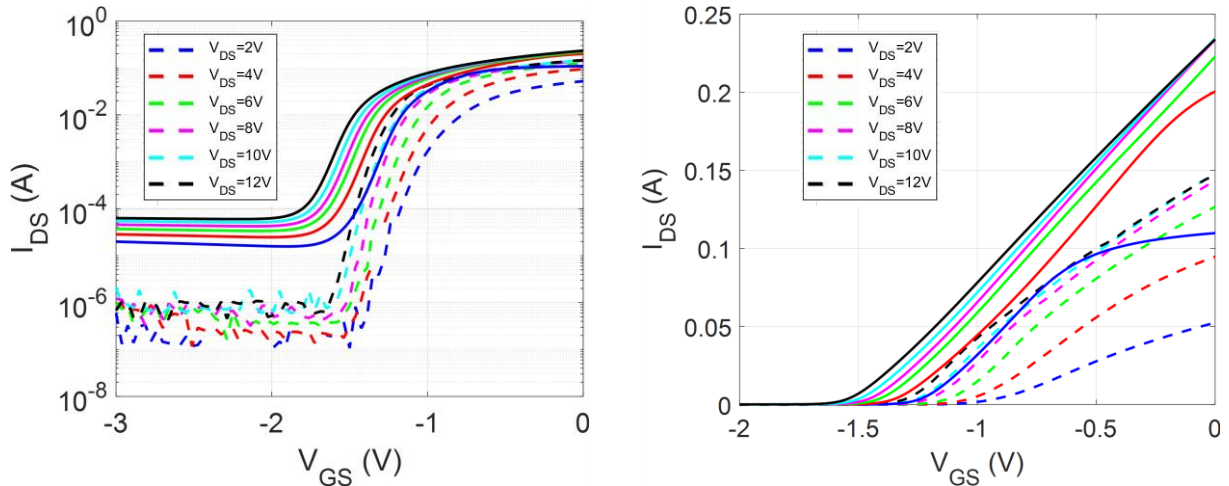 10⁰
10⁻²
10⁻⁴
10⁻⁶
10⁻⁸
I_DS (A)
V_DS=2V
V_DS=4V
V_DS=6V
V_DS=8V
V_DS=10V
V_DS=12V
-3 -2 -1 0
V_GS (V)
0.25
0.2
0.15
0.1
0.05
0
I_DS (A)
V_DS=2V
V_DS=4V
V_DS=6V
V_DS=8V
V_DS=10V
V_DS=12V
-2 -1.5 -1 -0.5 0
V_GS (V)